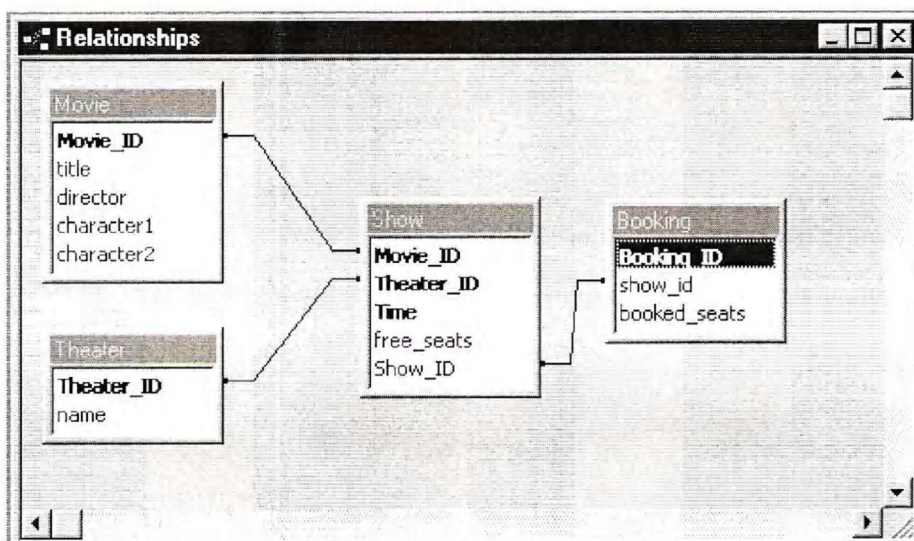 Relationships
Movie
Movie_ID
title
director
character1
character2
Theater
Theater_ID
name
Show
Movie_ID
Theater_ID
Time
free_seats
Show_ID
Booking
Booking_ID
show_id
booked_seats